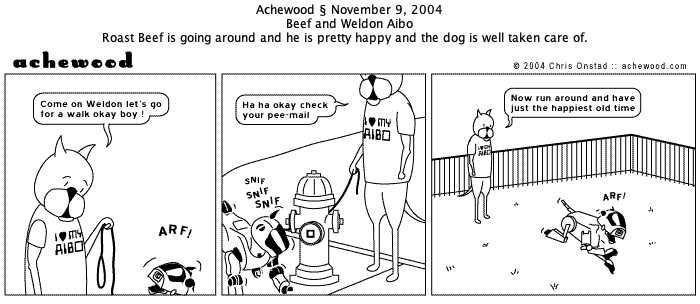 Achewood § November 9, 2004
Beef and Weldon Aibo
Roast Beef is going around and he is pretty happy and the dog is well taken care of.
achewood
© 2004 Chris Onstad :: achewood.com
Come on Weldon let's go
for a walk okay boy !
I ♥ MY
AIBO
ARF!
Ha ha okay check
your pee-mail
I ♥ MY
AIBO
SNIF
SNIF
SNIF
Now run around and have
just the happiest old time
I ♥ MY
AIBO
ARF!